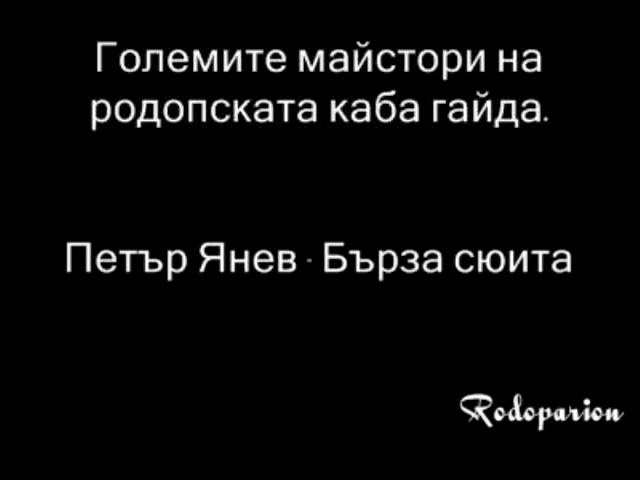 Големите майстори на
родопската каба гайда.
Петър Янев - Бърза сюита
Rodoparion